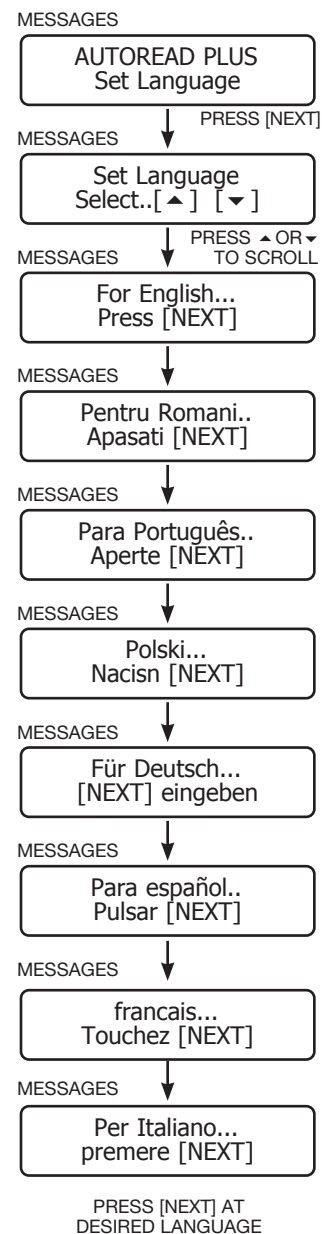 MESSAGES
AUTOREAD PLUS
Set Language
PRESS [NEXT]
MESSAGES
Set Language
Select..[▲] [▼]
PRESS ▲ OR ▼
TO SCROLL
MESSAGES
For English...
Press [NEXT]
MESSAGES
Pentru Romani..
Apasati [NEXT]
MESSAGES
Para Português..
Aperte [NEXT]
MESSAGES
Polski...
Nacisn [NEXT]
MESSAGES
Für Deutsch...
[NEXT] eingeben
MESSAGES
Para español..
Pulsar [NEXT]
MESSAGES
francais...
Touchez [NEXT]
MESSAGES
Per Italiano...
premere [NEXT]
PRESS [NEXT] AT
DESIRED LANGUAGE